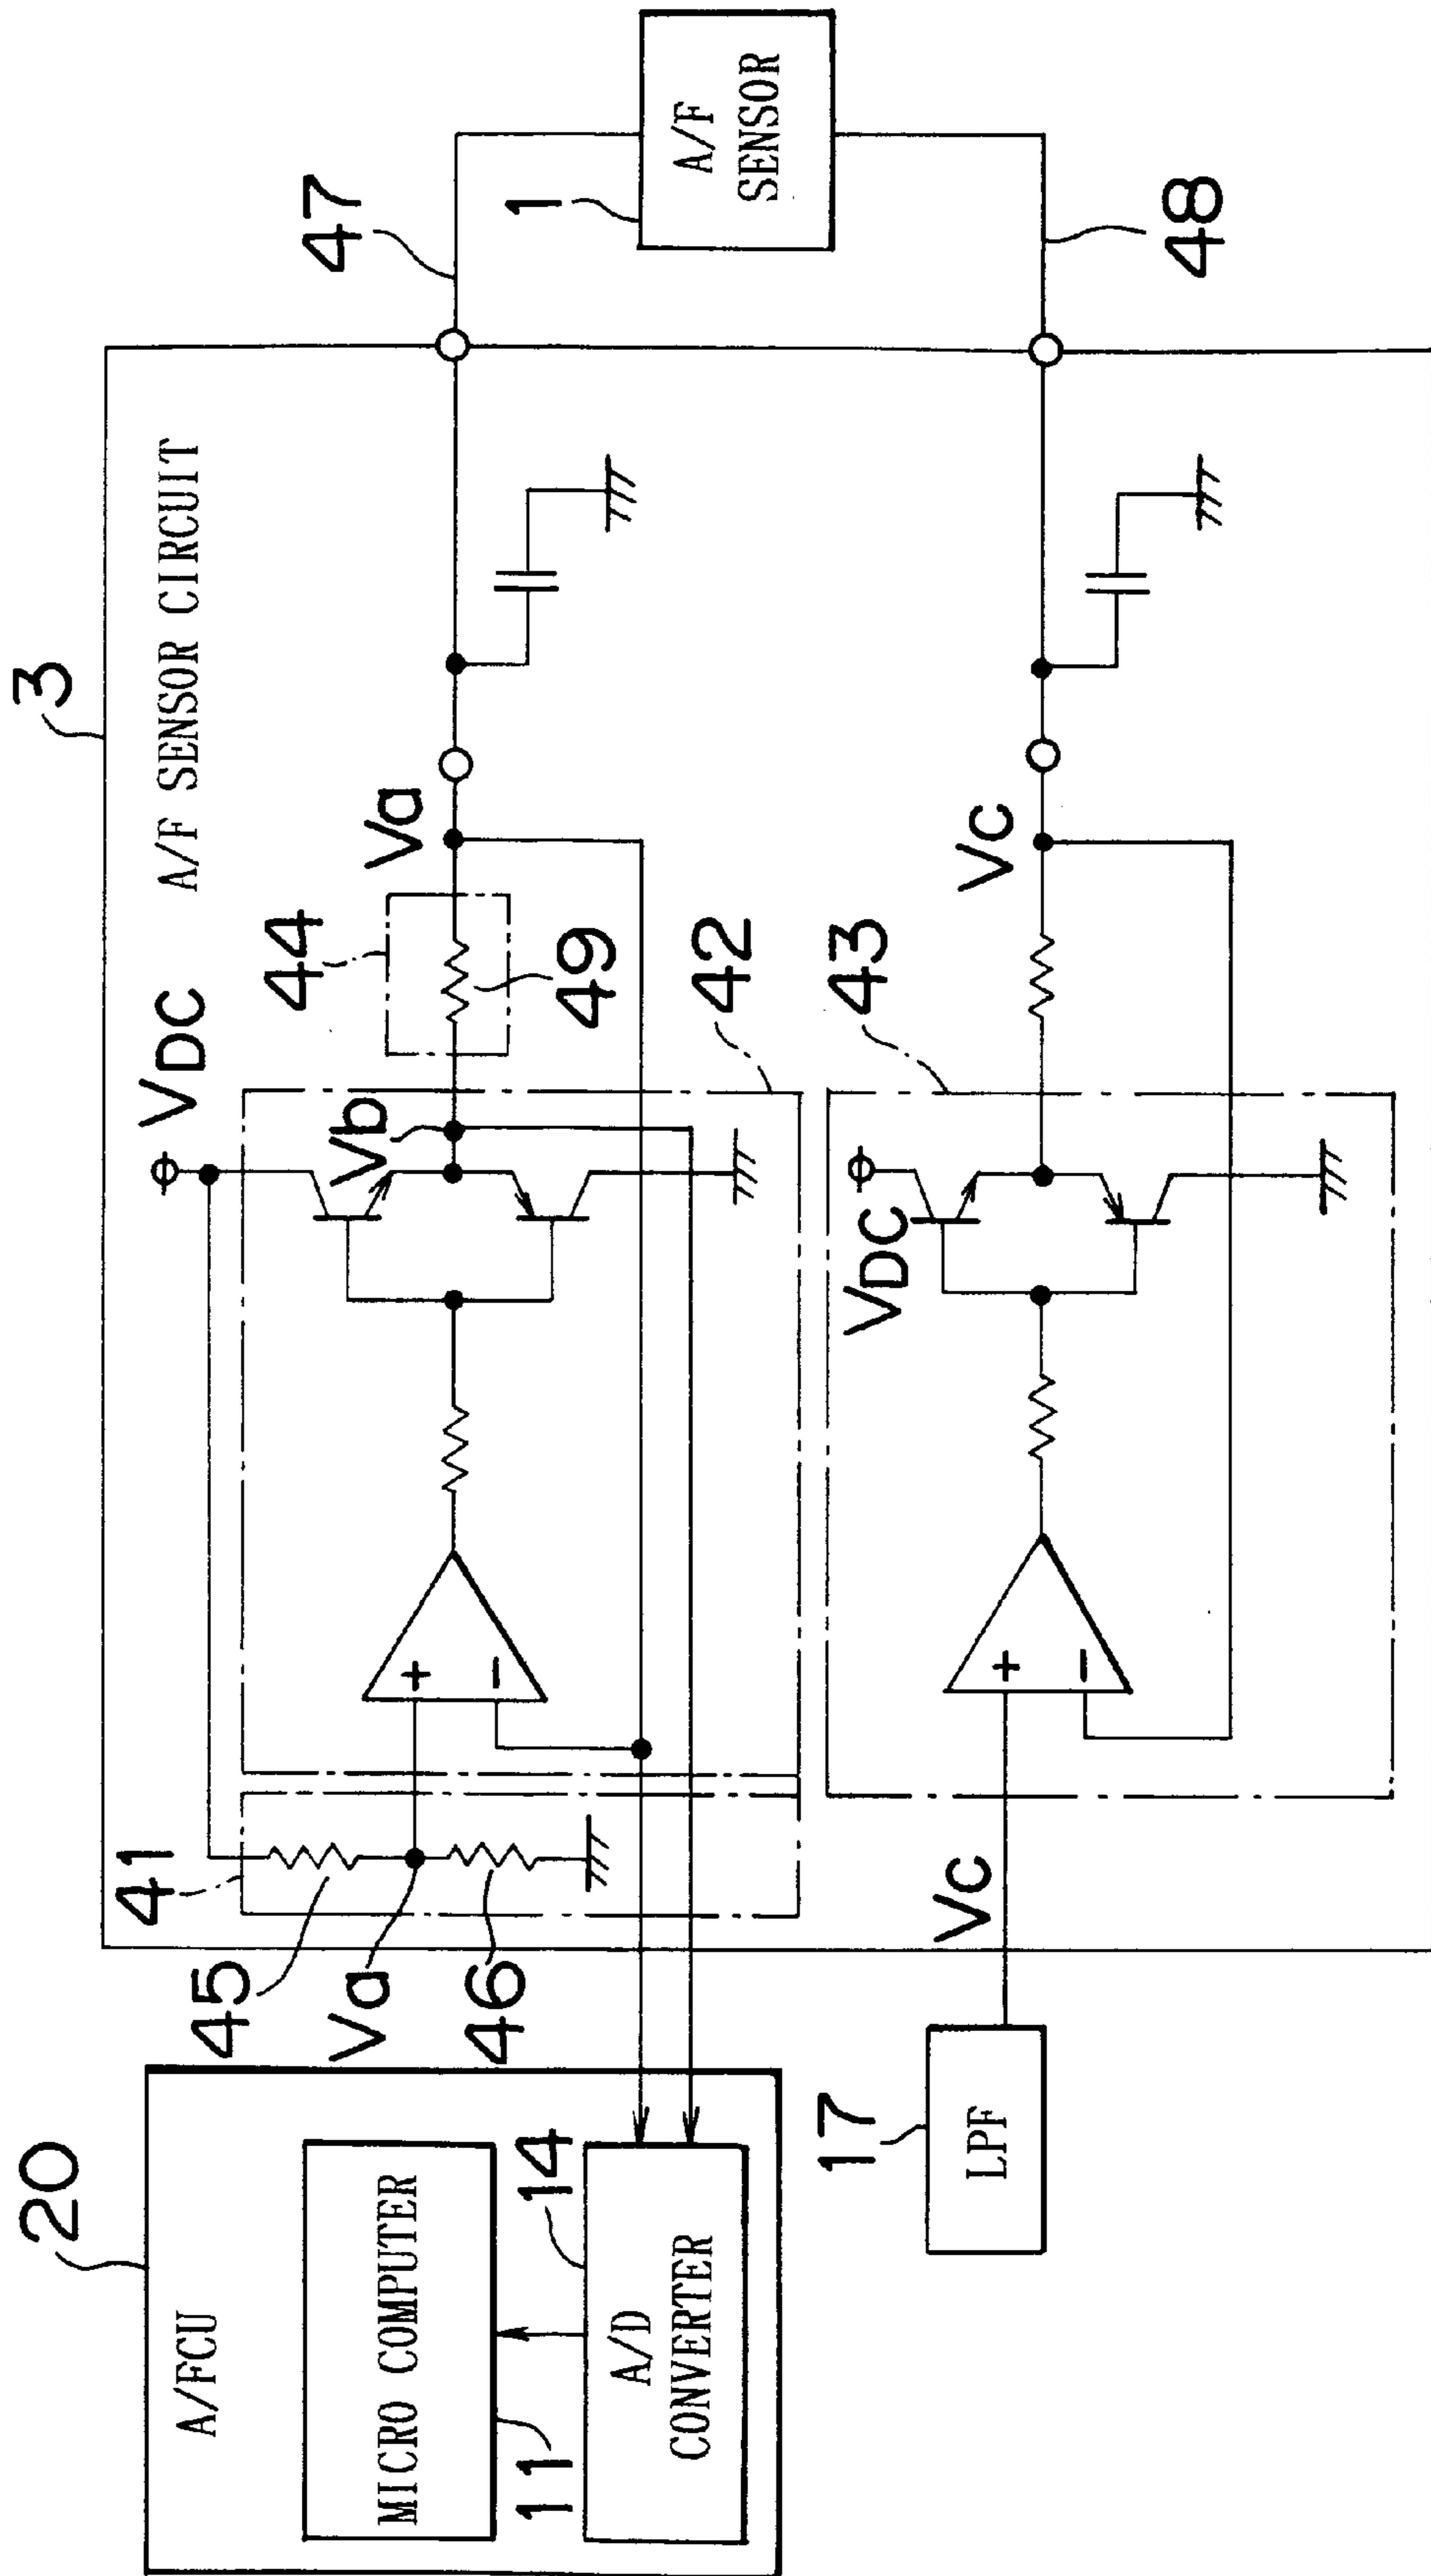 20
A/FCU
MICRO COMPUTER
11
A/D
CONVERTER
14
17
LPF
3
A/F SENSOR CIRCUIT
41
45
Va
46
+
−
VDC
Vb
44
49
Va
42
47
1
A/F
SENSOR
48
Vc
+
−
VDC
43
Vc